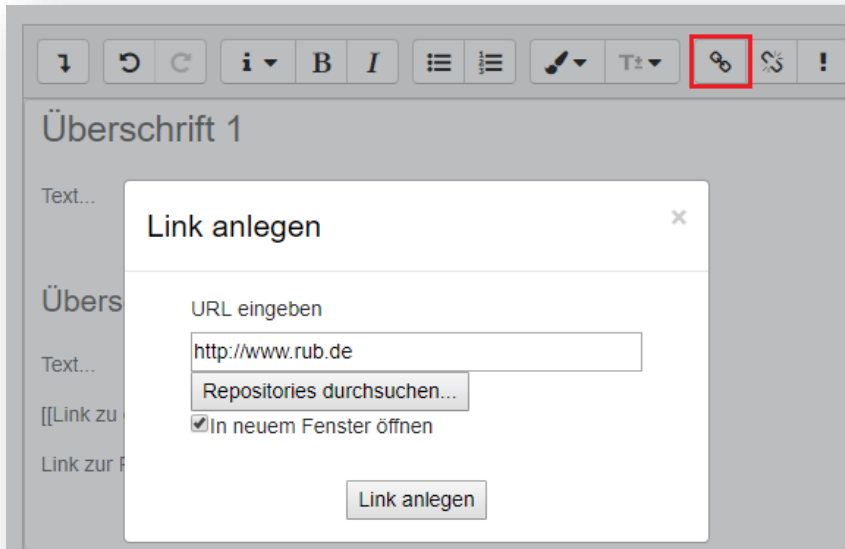 i B I T±
Überschrift 1
Text...
Link anlegen
×
Übers
URL eingeben
http://www.rub.de
Text...
Repositories durchsuchen...
[[Link zu
In neuem Fenster öffnen
Link zur
Link anlegen